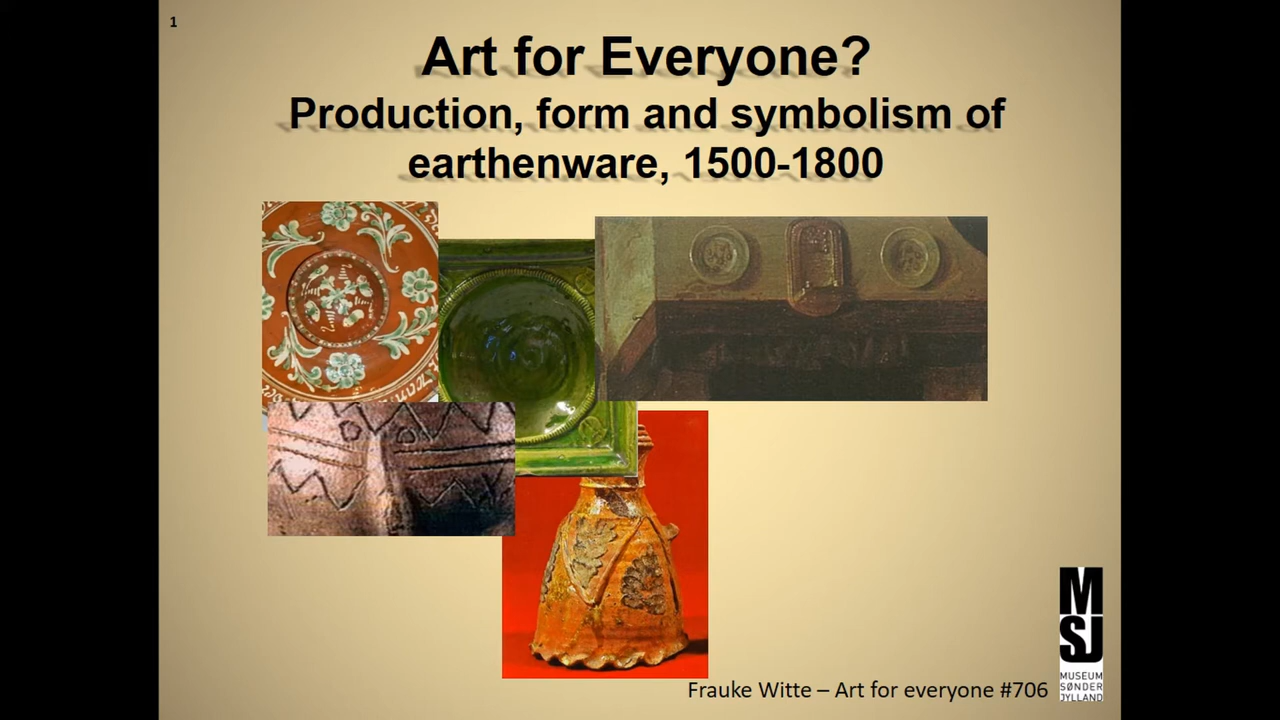 1
Art for Everyone?
Production, form and symbolism of
earthenware, 1500-1800
Frauke Witte – Art for everyone #706
M
SJ
MUSEUM
SØNDER
JYLLAND